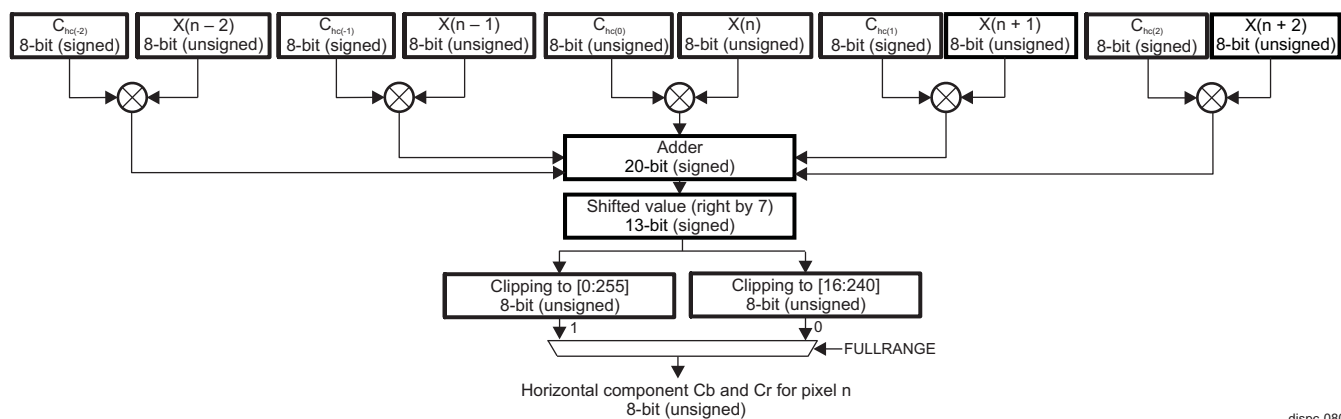 Chc(-2)
8-bit (signed)
X(n – 2)
8-bit (unsigned)
Chc(-1)
8-bit (signed)
X(n – 1)
8-bit (unsigned)
Chc(0)
8-bit (signed)
X(n)
8-bit (unsigned)
Chc(1)
8-bit (signed)
X(n + 1)
8-bit (unsigned)
Chc(2)
8-bit (signed)
X(n + 2)
8-bit (unsigned)
Adder
20-bit (signed)
Shifted value (right by 7)
13-bit (signed)
Clipping to [0:255]
8-bit (unsigned)
Clipping to [16:240]
8-bit (unsigned)
1
0
FULLRANGE
Horizontal component Cb and Cr for pixel n
8-bit (unsigned)